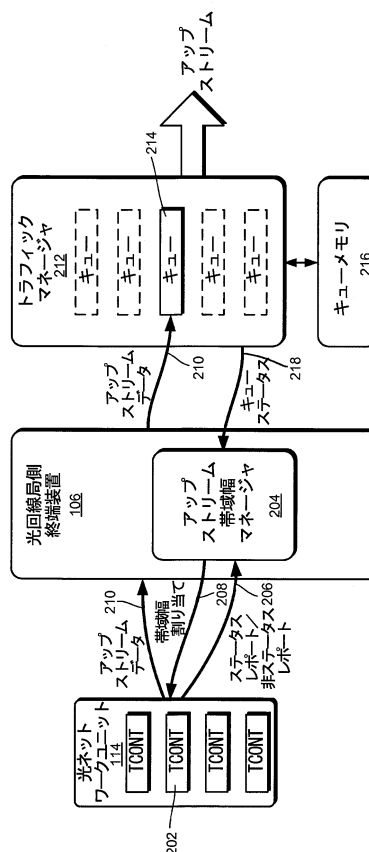 光ネット
ワークユニット
114
TCONT
TCONT
TCONT
TCONT
202
210
アップ
ストリーム
データ
帯域幅
割り当て
208
206
ステータス
レポート/
非ステータス
レポート
光回線局側
終端装置
106
アップ
ストリーム
帯域幅
マネージャ
204
アップ
ストリーム
データ
210
218
キュー
ステータス
トラフィック
マネージャ
212
キュー
キュー
キュー
キュー
キュー
214
アップ
ストリーム
キューメモリ
216